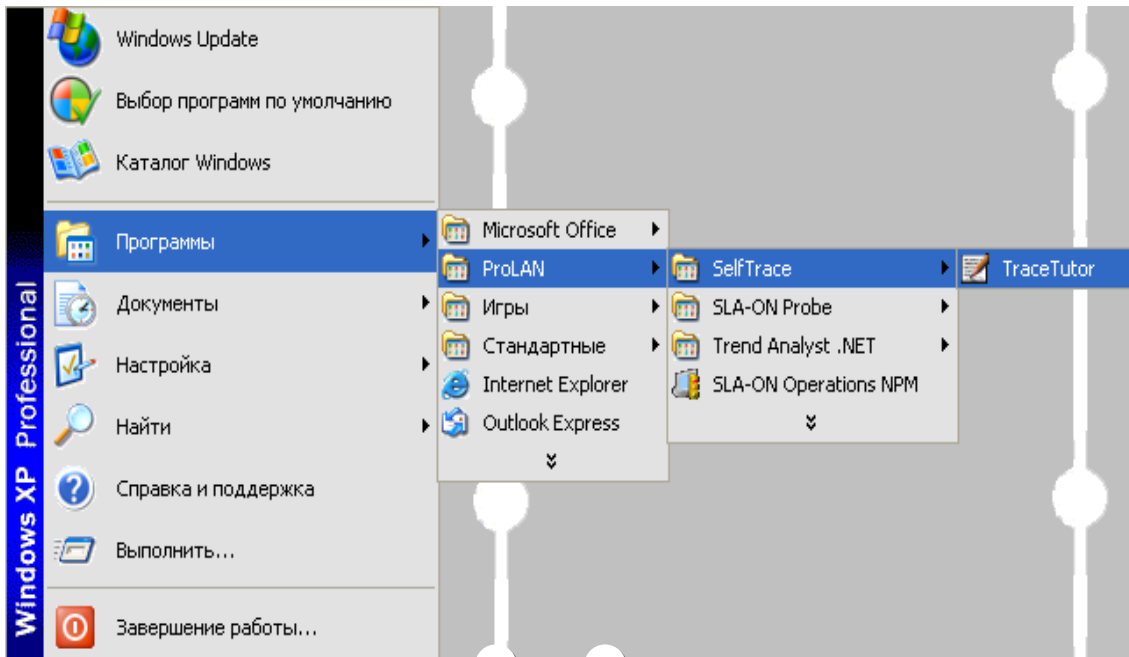 Windows Update
Выбор программ по умолчанию
Каталог Windows
Программы
Документы
Настройка
Найти
Справка и поддержка
Выполнить...
Завершение работы...
Windows XP Professional
Microsoft Office
ProLAN
Игры
Стандартные
Internet Explorer
Outlook Express
SelfTrace
SLA-ON Probe
Trend Analyst .NET
SLA-ON Operations NPM
TraceTutor